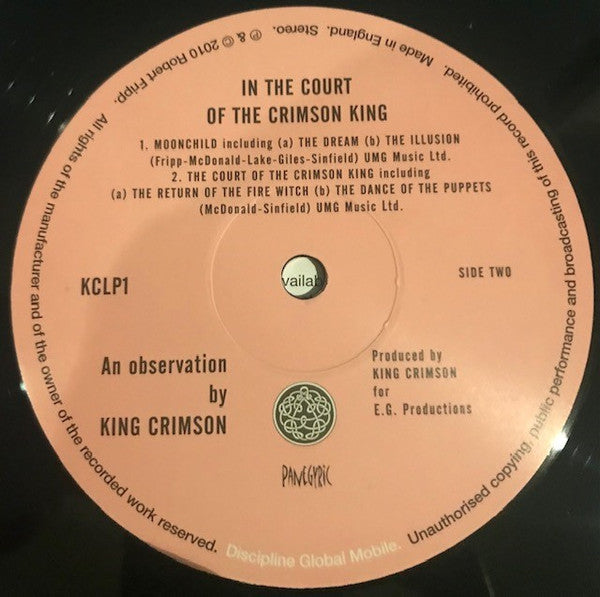 All rights of the manufacturer and of the owner of the recorded work reserved. Discipline Global Mobile. Unauthorised copying, public performance and broadcasting of this record prohibited. Made in England. Stereo. ℗ & © 2010 Robert Fripp.
IN THE COURT
OF THE CRIMSON KING
1. MOONCHILD including (a) THE DREAM (b) THE ILLUSION
(Fripp-McDonald-Lake-Giles-Sinfield) UMG Music Ltd.
2. THE COURT OF THE CRIMSON KING including
(a) THE RETURN OF THE FIRE WITCH (b) THE DANCE OF THE PUPPETS
(McDonald-Sinfield) UMG Music Ltd.
vailab
KCLP1
SIDE TWO
An observation
by
KING CRIMSON
Produced by
KING CRIMSON
for
E.G. Productions
PANEGYRIC